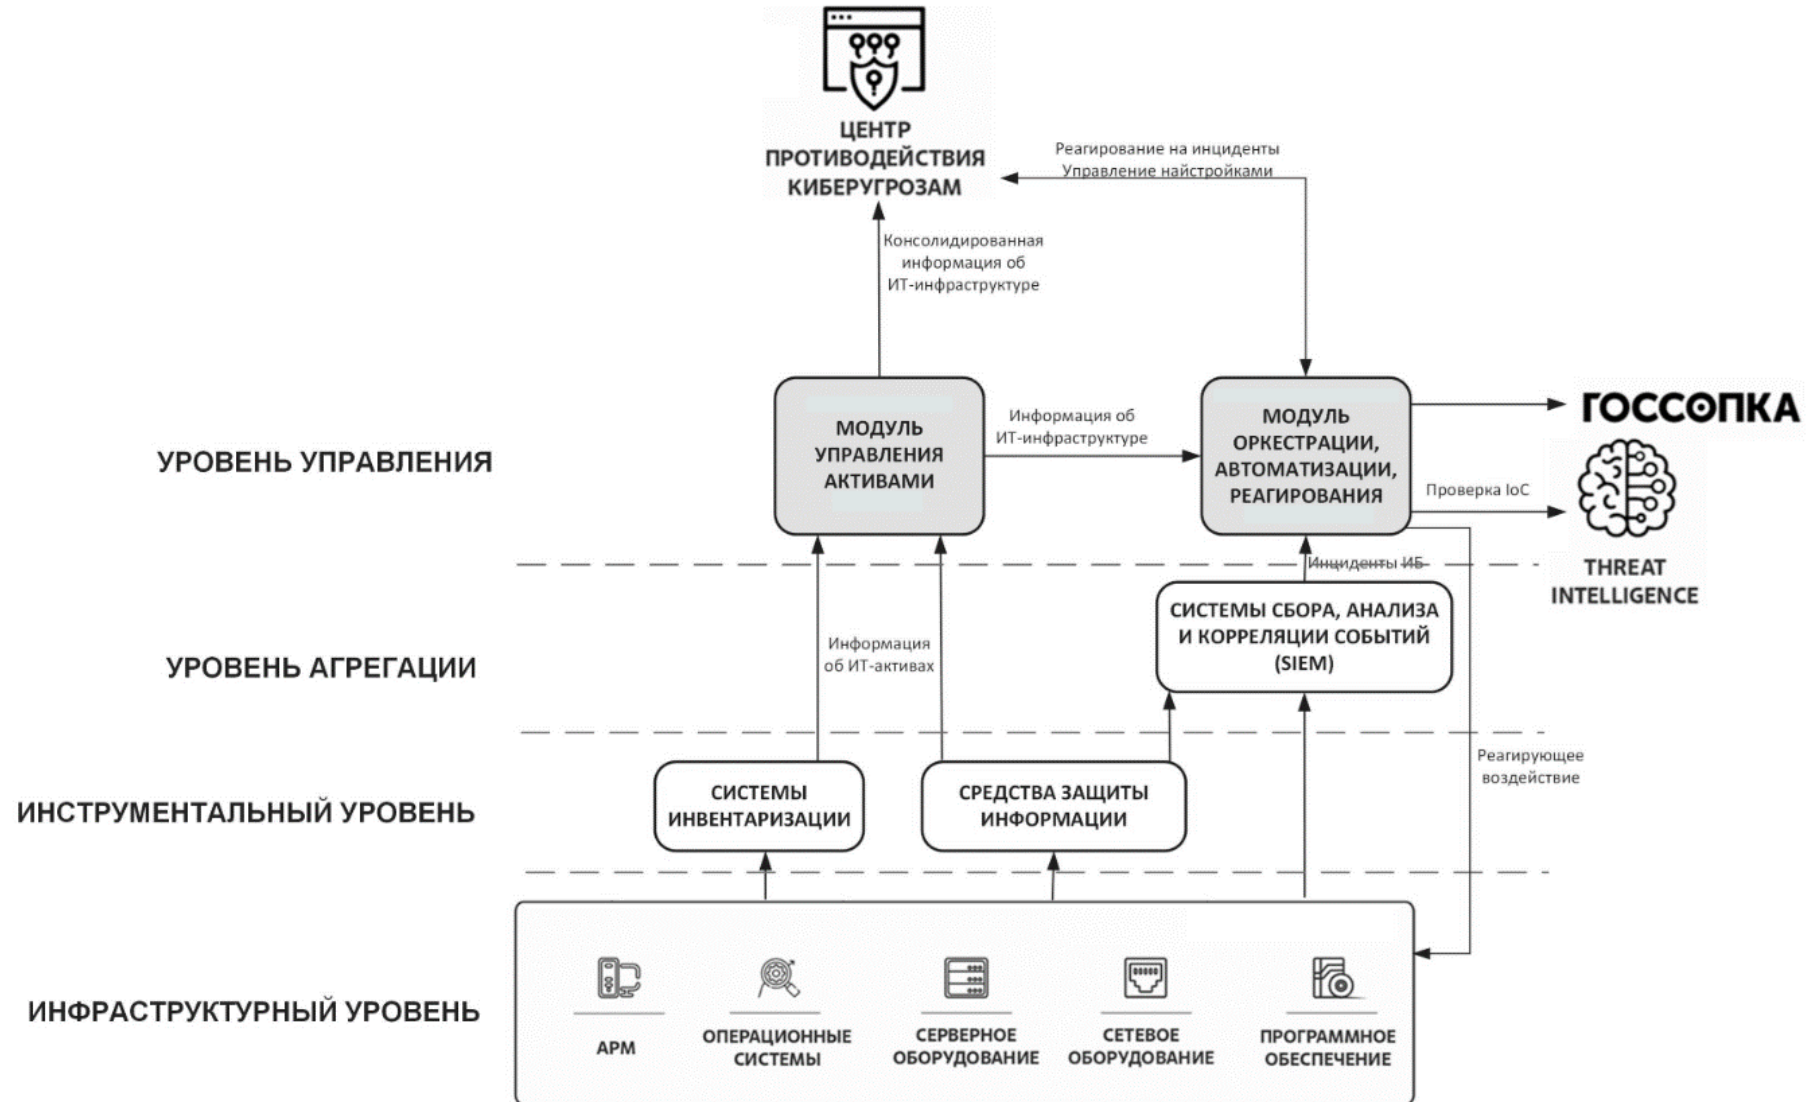 ЦЕНТР
ПРОТИВОДЕЙСТВИЯ
КИБЕРУГРОЗАМ
Реагирование на инциденты
Управление найстройками
Консолидированная
информация об
ИТ-инфраструктуре
УРОВЕНЬ УПРАВЛЕНИЯ
МОДУЛЬ
УПРАВЛЕНИЯ
АКТИВАМИ
Информация об
ИТ-инфраструктуре
МОДУЛЬ
ОРКЕСТРАЦИИ,
АВТОМАТИЗАЦИИ,
РЕАГИРОВАНИЯ
ГОССОПКА
Проверка IoC
THREAT
INTELLIGENCE
Инциденты ИБ
УРОВЕНЬ АГРЕГАЦИИ
Информация
об ИТ-активах
СИСТЕМЫ СБОРА, АНАЛИЗА
И КОРРЕЛЯЦИИ СОБЫТИЙ
(SIEM)
Реагирующее
воздействие
ИНСТРУМЕНТАЛЬНЫЙ УРОВЕНЬ
СИСТЕМЫ
ИНВЕНТАРИЗАЦИИ
СРЕДСТВА ЗАЩИТЫ
ИНФОРМАЦИИ
ИНФРАСТРУКТУРНЫЙ УРОВЕНЬ
АРМ
ОПЕРАЦИОННЫЕ
СИСТЕМЫ
СЕРВЕРНОЕ
ОБОРУДОВАНИЕ
СЕТЕВОЕ
ОБОРУДОВАНИЕ
ПРОГРАММНОЕ
ОБЕСПЕЧЕНИЕ